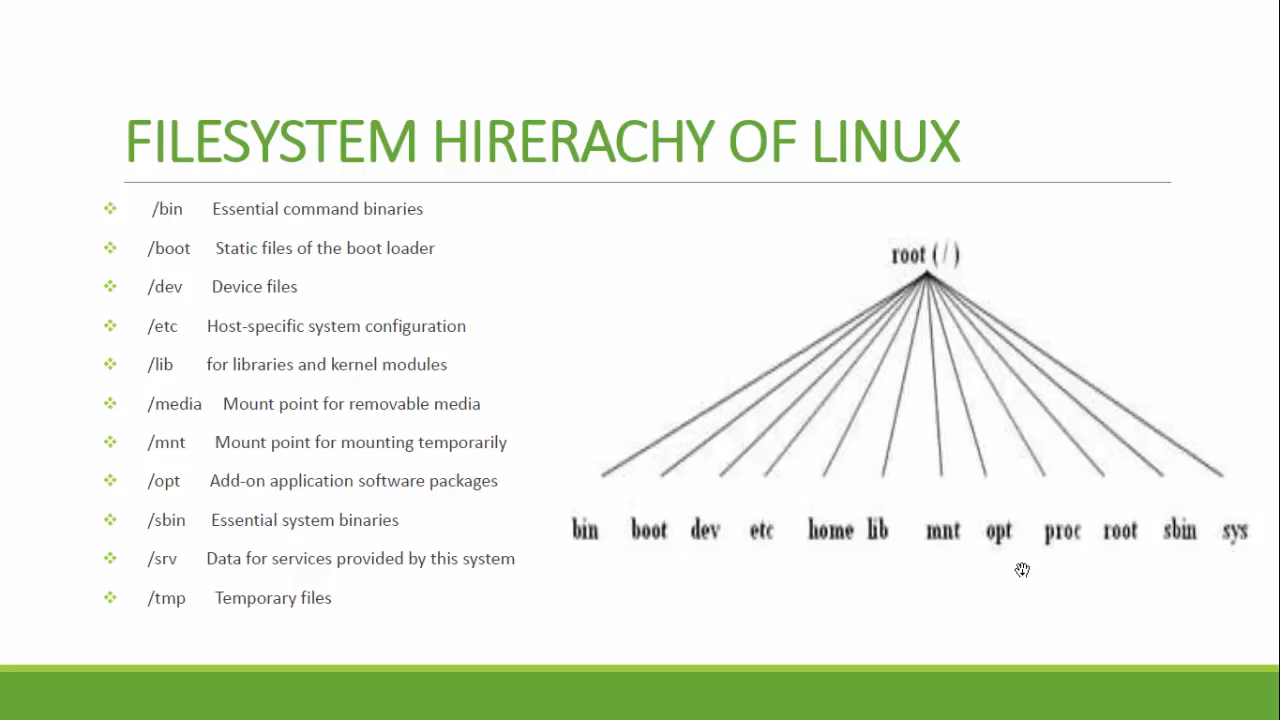 FILESYSTEM HIRERACHY OF LINUX
/bin Essential command binaries
/boot Static files of the boot loader
/dev Device files
/etc Host-specific system configuration
/lib for libraries and kernel modules
/media Mount point for removable media
/mnt Mount point for mounting temporarily
/opt Add-on application software packages
/sbin Essential system binaries
/srv Data for services provided by this system
/tmp Temporary files
root (/)
bin boot dev etc home lib mnt opt proc root sbin sys